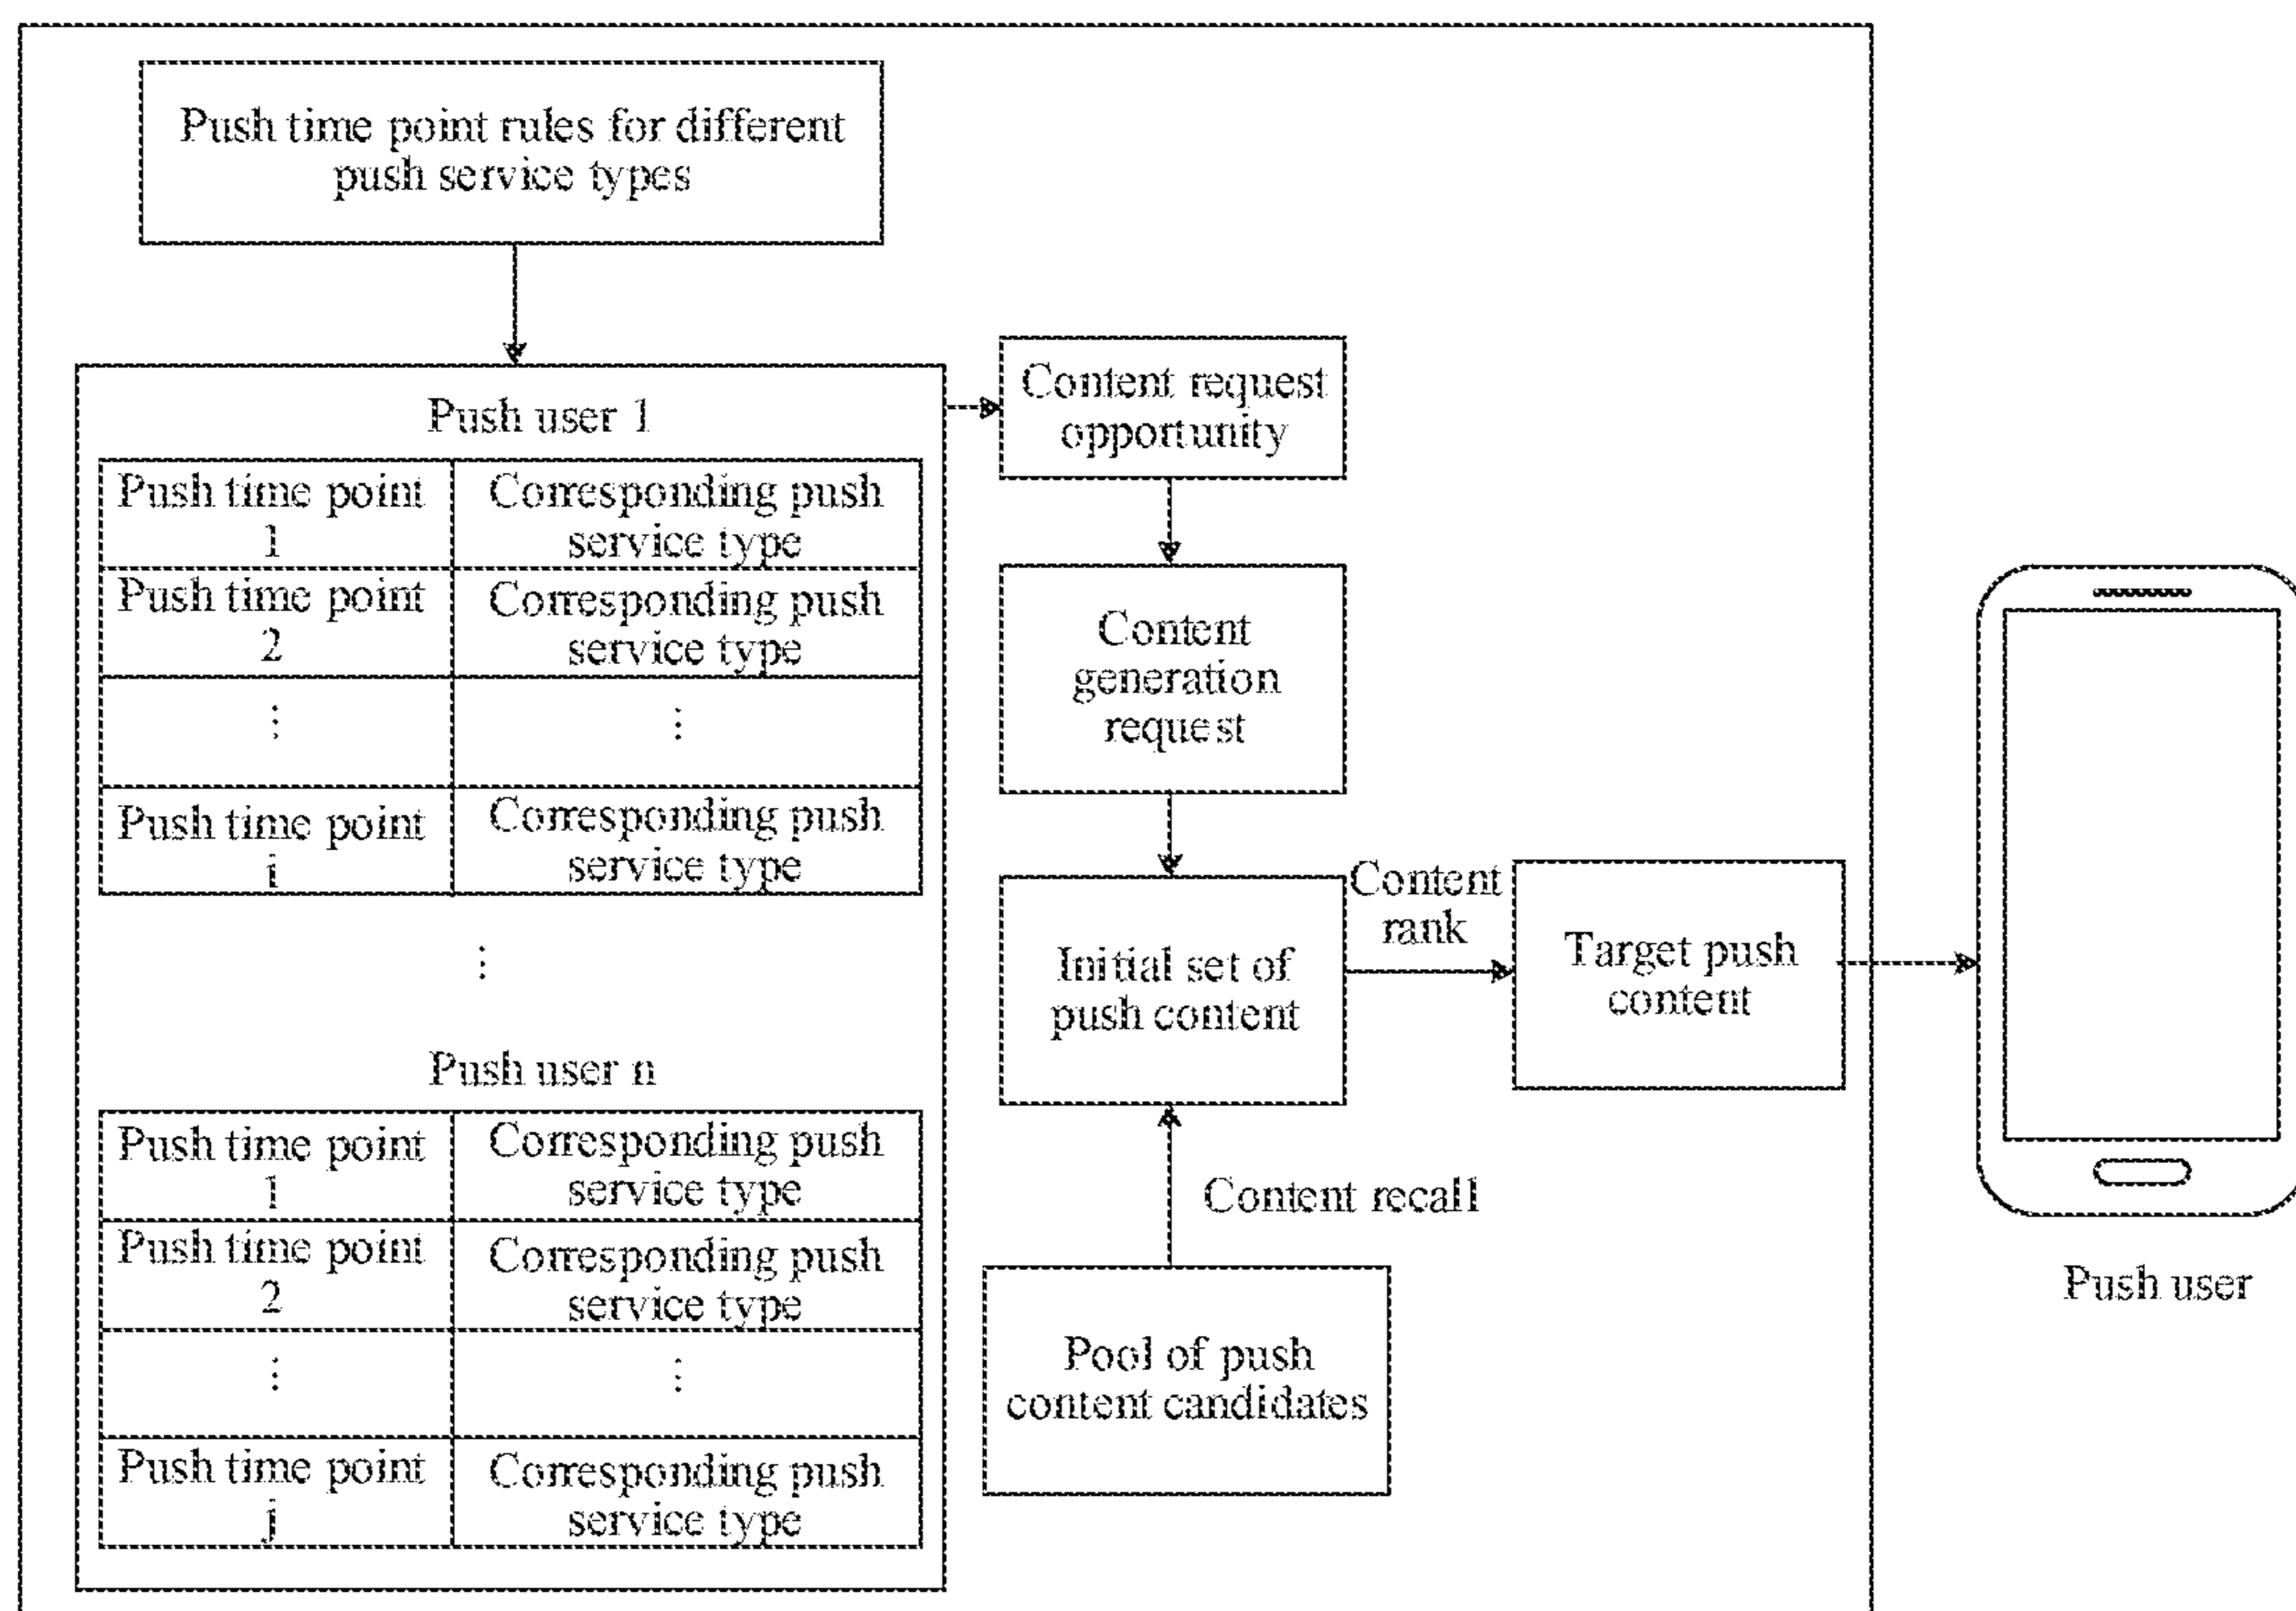 Push time point rules for different
push service types
Push user 1
Push time point
1
Corresponding push
service type
Push time point
2
Corresponding push
service type
⋮
⋮
Push time point
i
Corresponding push
service type
⋮
Push user n
Push time point
1
Corresponding push
service type
Push time point
2
Corresponding push
service type
⋮
⋮
Push time point
j
Corresponding push
service type
Content request
opportunity
Content
generation
request
Initial set of
push content
Content
rank
Target push
content
Content recall
Pool of push
content candidates
Push user